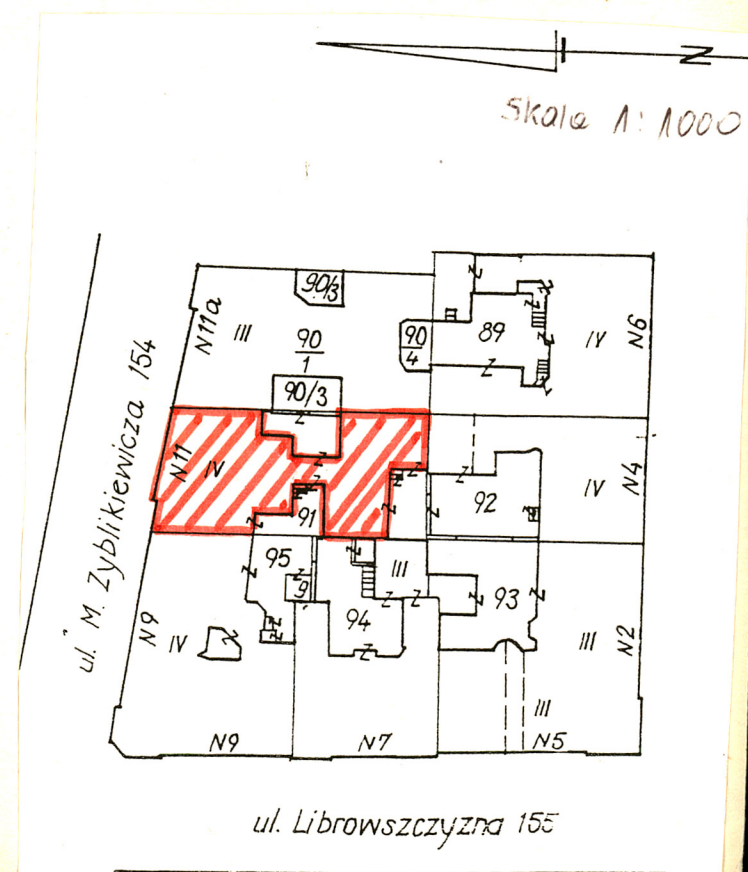 N
Skala 1:1000
90/3
N11a
III
90
1
90
4
89
IV
N6
ul. M. Zyblikiewicza 154
90/3
N11
IV
91
92
IV
N4
95
9
III
94
93
III
N2
N9
IV
III
N9
N7
N5
ul. Librowszczyzna 155